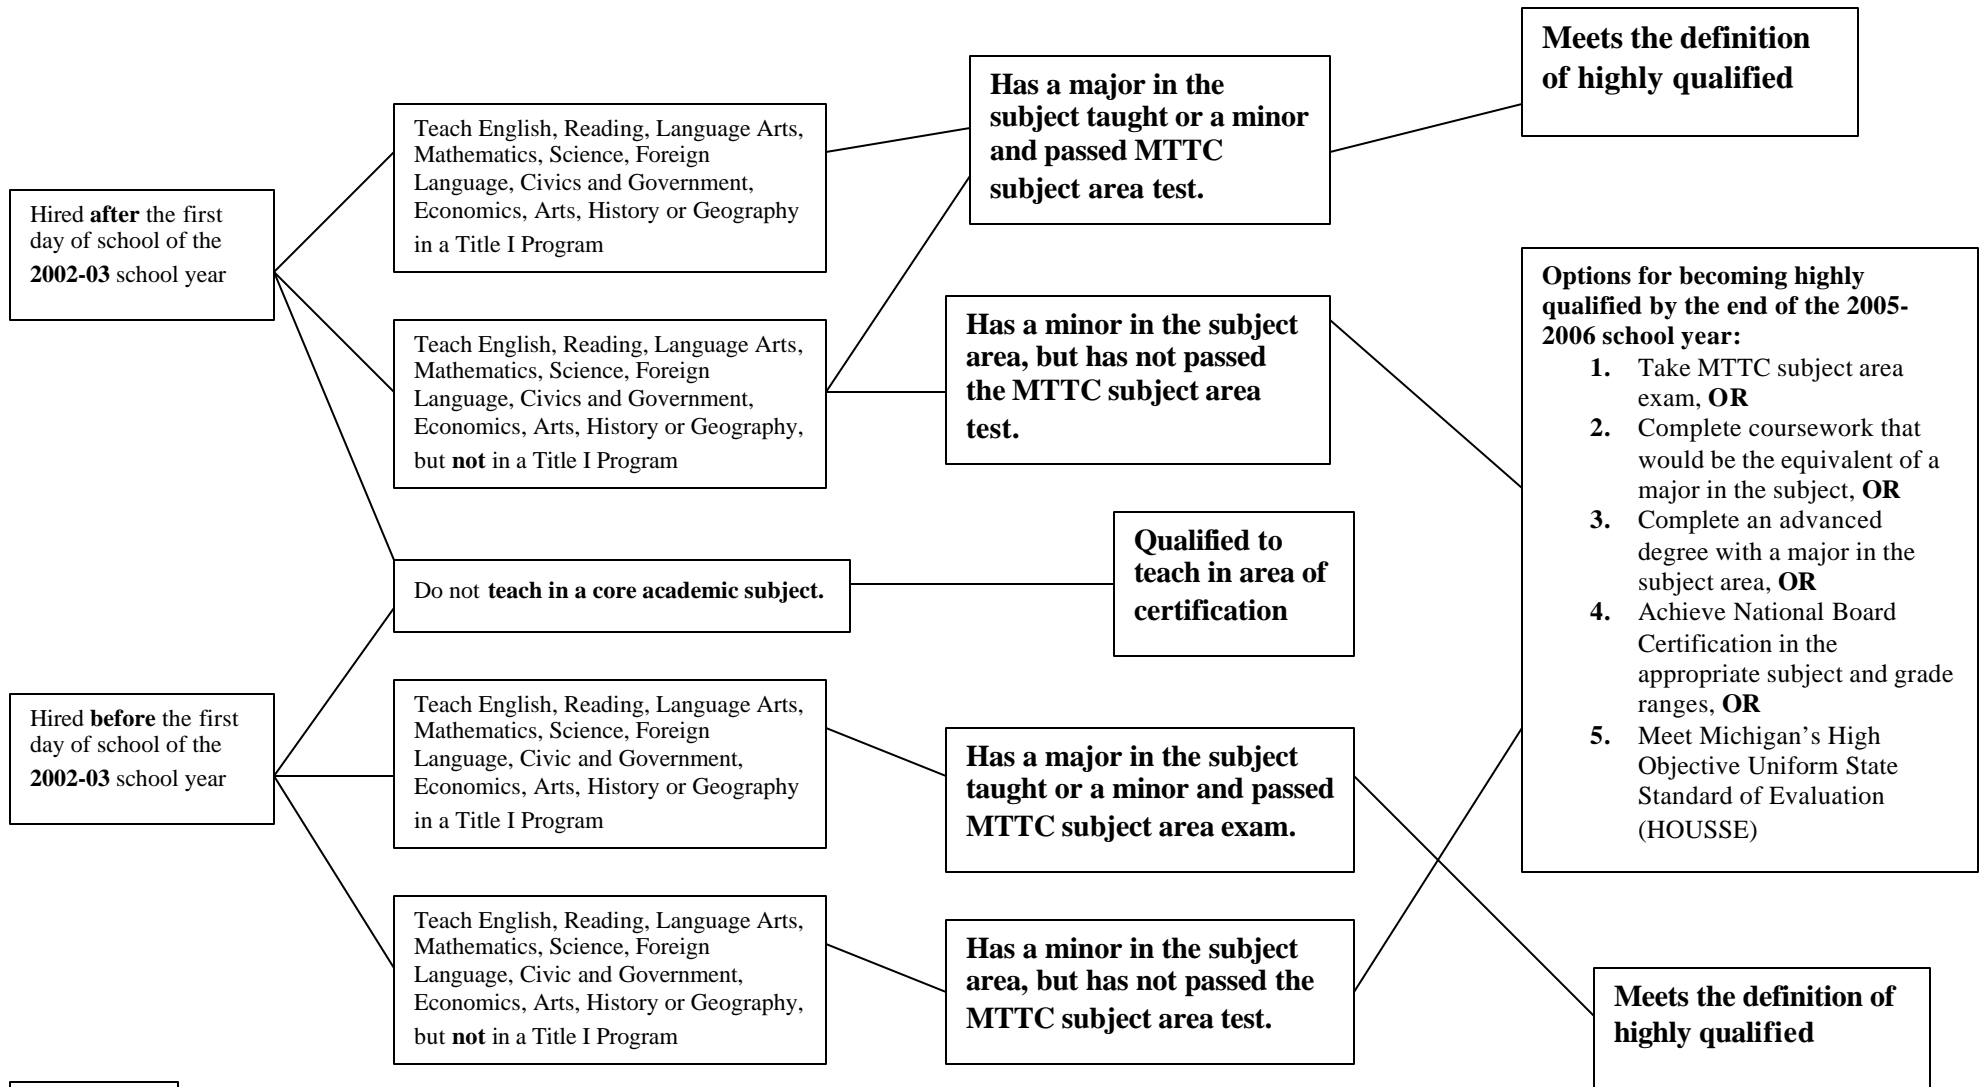 Meets the definition
of highly qualified
Has a major in the
subject taught or a minor
and passed MTTC
subject area test.
Teach English, Reading, Language Arts,
Mathematics, Science, Foreign
Language, Civics and Government,
Economics, Arts, History or Geography
in a Title I Program
Hired after the first
day of school of the
2002-03 school year
Options for becoming highly
qualified by the end of the 2005-
2006 school year:
1. Take MTTC subject area
exam, OR
2. Complete coursework that
would be the equivalent of a
major in the subject, OR
3. Complete an advanced
degree with a major in the
subject area, OR
4. Achieve National Board
Certification in the
appropriate subject and grade
ranges, OR
5. Meet Michigan’s High
Objective Uniform State
Standard of Evaluation
(HOUSSE)
Has a minor in the subject
area, but has not passed
the MTTC subject area
test.
Teach English, Reading, Language Arts,
Mathematics, Science, Foreign
Language, Civics and Government,
Economics, Arts, History or Geography,
but not in a Title I Program
Qualified to
teach in area of
certification
Do not teach in a core academic subject.
Teach English, Reading, Language Arts,
Mathematics, Science, Foreign
Language, Civic and Government,
Economics, Arts, History or Geography
in a Title I Program
Hired before the first
day of school of the
2002-03 school year
Has a major in the subject
taught or a minor and passed
MTTC subject area exam.
Teach English, Reading, Language Arts,
Mathematics, Science, Foreign
Language, Civic and Government,
Economics, Arts, History or Geography,
but not in a Title I Program
Has a minor in the subject
area, but has not passed the
MTTC subject area test.
Meets the definition of
highly qualified